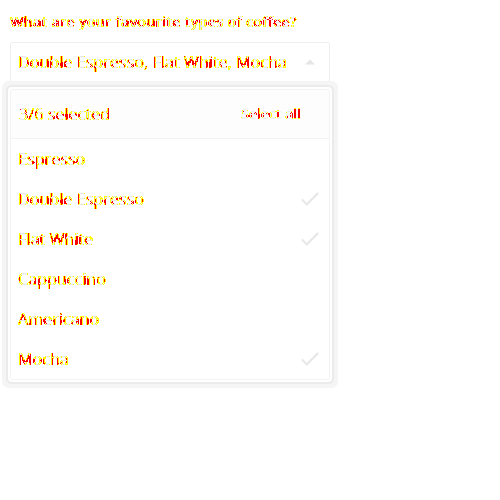 What are your favourite types of coffee?
Double Espresso, Flat White, Mocha
3/6 selected Select all
Espresso
Double Espresso
Flat White
Cappuccino
Americano
Mocha